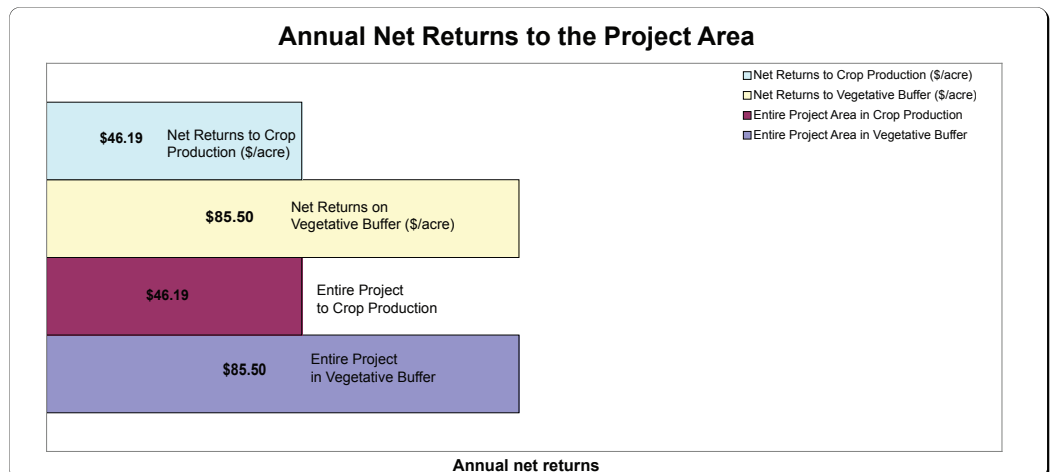 Annual Net Returns to the Project Area
Net Returns to Crop Production ($/acre)
Net Returns to Vegetative Buffer ($/acre)
Entire Project Area in Crop Production
Entire Project Area in Vegetative Buffer
$46.19
Net Returns to Crop
Production ($/acre)
$85.50
Net Returns on
Vegetative Buffer ($/acre)
$46.19
Entire Project
to Crop Production
$85.50
Entire Project
in Vegetative Buffer
Annual net returns